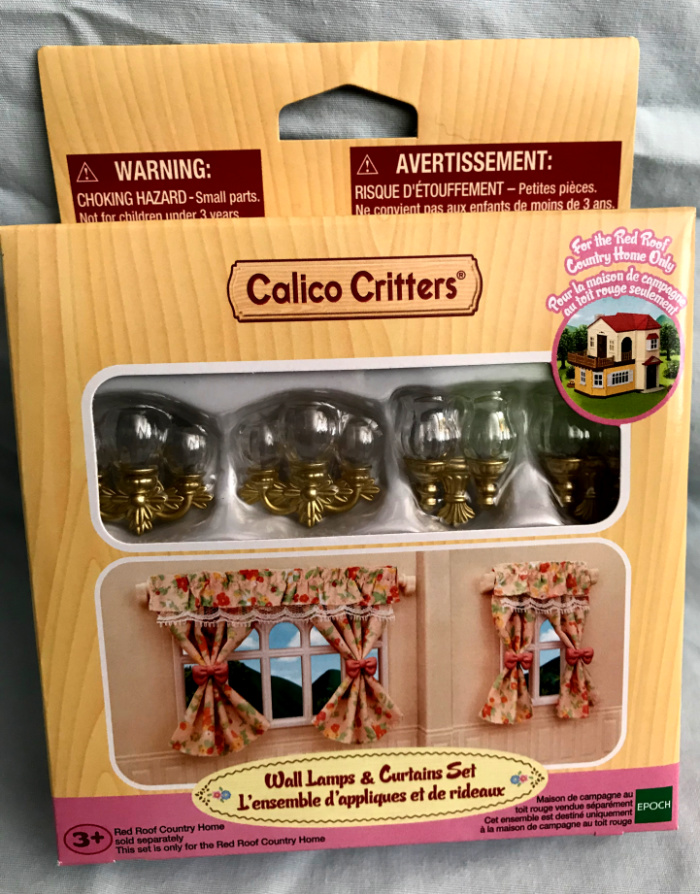 WARNING:
CHOKING HAZARD - Small parts.
Not for children under 3 years
AVERTISSEMENT:
RISQUE D'ÉTOUFFEMENT – Petites pièces.
Ne convient pas aux enfants de moins de 3 ans.
For the Red Roof
Country Home Only
Pour la maison de campagne
au toit rouge seulement
Calico Critters®
Wall Lamps & Curtains Set
L'ensemble d'appliques et de rideaux
3+
Red Roof Country Home
sold separately
This set is only for the Red Roof Country Home
Maison de campagne au
toit rouge vendue séparément
Cet ensemble est destiné uniquement
à la maison de campagne au toit rouge
EPOCH